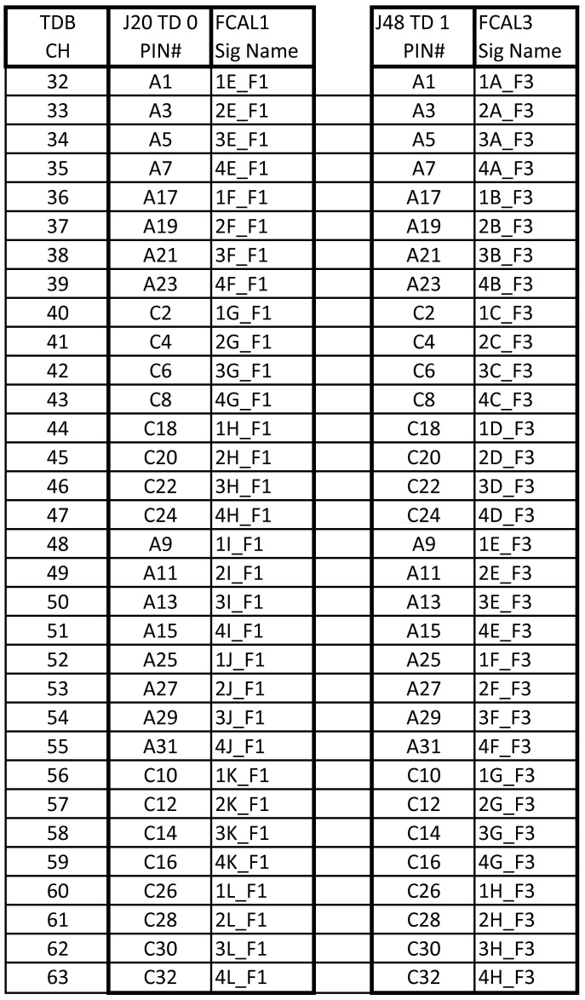 TDB J20 TD 0 FCAL1 J48 TD 1 FCAL3
CH PIN# Sig Name PIN# Sig Name
32 A1 1E_F1 A1 1A_F3
33 A3 2E_F1 A3 2A_F3
34 A5 3E_F1 A5 3A_F3
35 A7 4E_F1 A7 4A_F3
36 A17 1F_F1 A17 1B_F3
37 A19 2F_F1 A19 2B_F3
38 A21 3F_F1 A21 3B_F3
39 A23 4F_F1 A23 4B_F3
40 C2 1G_F1 C2 1C_F3
41 C4 2G_F1 C4 2C_F3
42 C6 3G_F1 C6 3C_F3
43 C8 4G_F1 C8 4C_F3
44 C18 1H_F1 C18 1D_F3
45 C20 2H_F1 C20 2D_F3
46 C22 3H_F1 C22 3D_F3
47 C24 4H_F1 C24 4D_F3
48 A9 1I_F1 A9 1E_F3
49 A11 2I_F1 A11 2E_F3
50 A13 3I_F1 A13 3E_F3
51 A15 4I_F1 A15 4E_F3
52 A25 1J_F1 A25 1F_F3
53 A27 2J_F1 A27 2F_F3
54 A29 3J_F1 A29 3F_F3
55 A31 4J_F1 A31 4F_F3
56 C10 1K_F1 C10 1G_F3
57 C12 2K_F1 C12 2G_F3
58 C14 3K_F1 C14 3G_F3
59 C16 4K_F1 C16 4G_F3
60 C26 1L_F1 C26 1H_F3
61 C28 2L_F1 C28 2H_F3
62 C30 3L_F1 C30 3H_F3
63 C32 4L_F1 C32 4H_F3